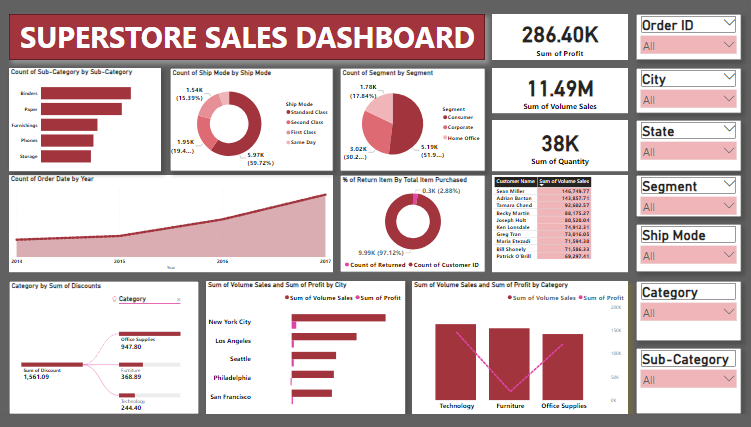 SUPERSTORE SALES DASHBOARD
286.40K
Sum of Profit
11.49M
Sum of Volume Sales
38K
Sum of Quantity
Order ID
All
City
All
State
All
Segment
All
Ship Mode
All
Category
All
Sub-Category
All
Count of Sub-Category by Sub-Category
Binders
Paper
Furnishings
Phones
Storage
Count of Ship Mode by Ship Mode
1.54K
(15.39%)
1.95K
(19.4...)
5.97K
(59.72%)
Ship Mode
Standard Class
Second Class
First Class
Same Day
Count of Segment by Segment
1.78K
(17.84%)
3.02K
(30.2...)
5.19K
(51.9...)
Segment
Consumer
Corporate
Home Office
Count of Order Date by Year
2014
2015
2016
2017
Year
% of Return Item By Total Item Purchased
0.3K (2.88%)
9.99K (97.12%)
Count of Returned
Count of Customer ID
Customer Name Sum of Volume Sales
Sean Miller 146,749.77
Adrian Barton 143,857.71
Tamara Chand 92,602.57
Becky Martin 88,175.27
Joseph Holt 80,520.04
Ken Lonsdale 74,912.31
Greg Tran 73,016.05
Maria Etezadi 71,594.30
Bill Shonely 71,586.33
Patrick O'Brill 69,297.41
Category by Sum of Discounts
Category
Sum of Discount
1,561.09
Office Supplies
947.80
Furniture
368.89
Technology
244.40
Sum of Volume Sales and Sum of Profit by City
Sum of Volume Sales Sum of Profit
New York City
Los Angeles
Seattle
Philadelphia
San Francisco
Sum of Volume Sales and Sum of Profit by Category
Sum of Volume Sales Sum of Profit
200K
150K
100K
50K
0K
Technology
Furniture
Office Supplies